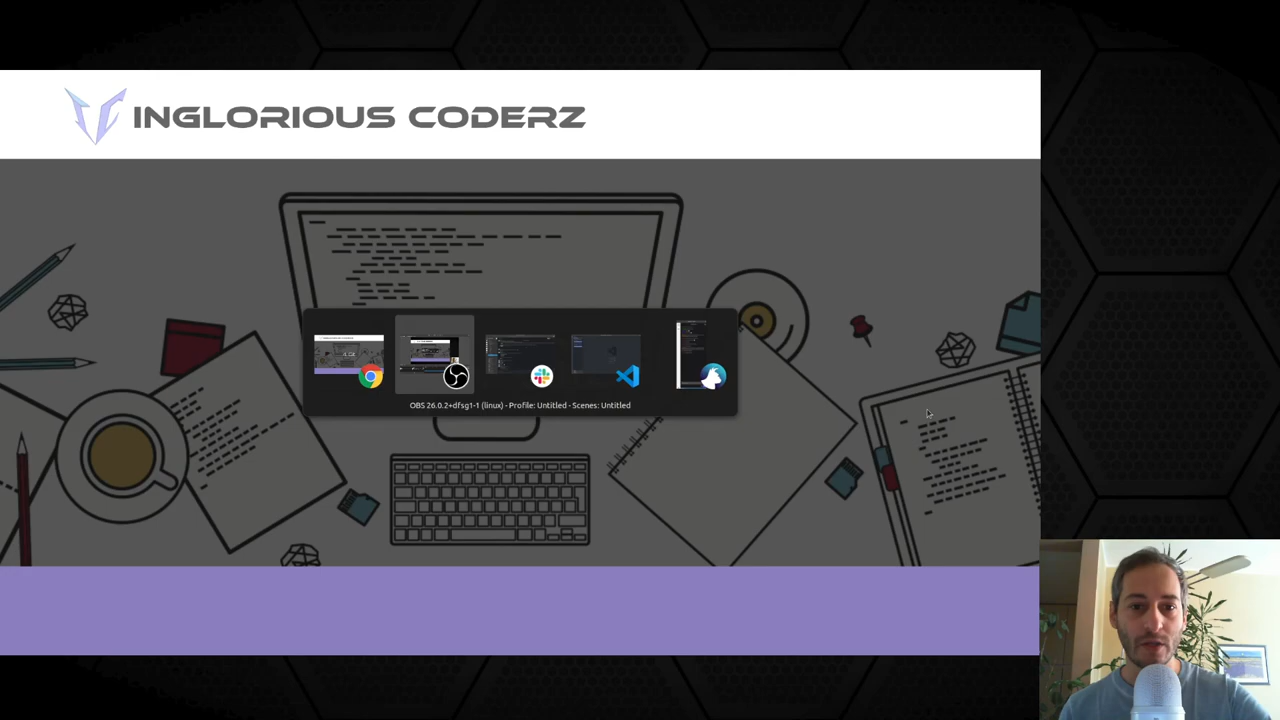 INGLORIOUS CODERZ
OBS 26.0.2+dfsg1-1 (linux) - Profile: Untitled - Scenes: Untitled